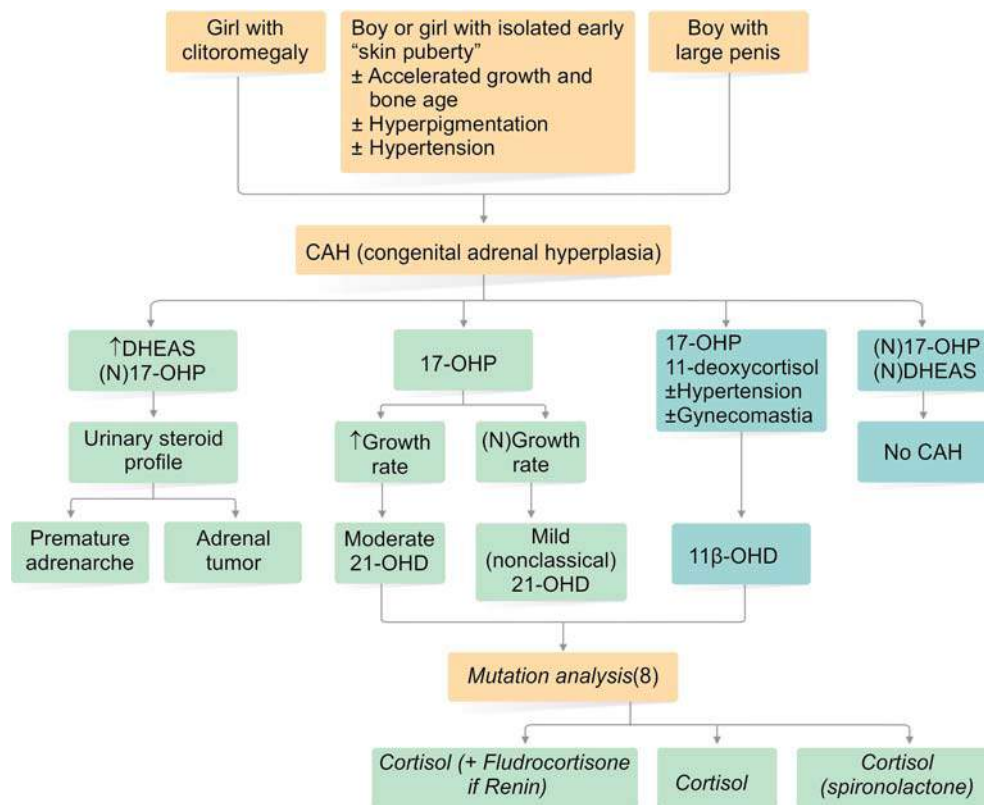 Girl with
clitoromegaly
Boy or girl with isolated early
“skin puberty”
± Accelerated growth and
bone age
± Hyperpigmentation
± Hypertension
Boy with
large penis
CAH (congenital adrenal hyperplasia)
↑DHEAS
(N)17-OHP
17-OHP
17-OHP
11-deoxycortisol
±Hypertension
±Gynecomastia
(N)17-OHP
(N)DHEAS
Urinary steroid
profile
↑Growth
rate
(N)Growth
rate
No CAH
Premature
adrenarche
Adrenal
tumor
Moderate
21-OHD
Mild
(nonclassical)
21-OHD
11β-OHD
Mutation analysis(8)
Cortisol (+ Fludrocortisone
if Renin)
Cortisol
Cortisol
(spironolactone)